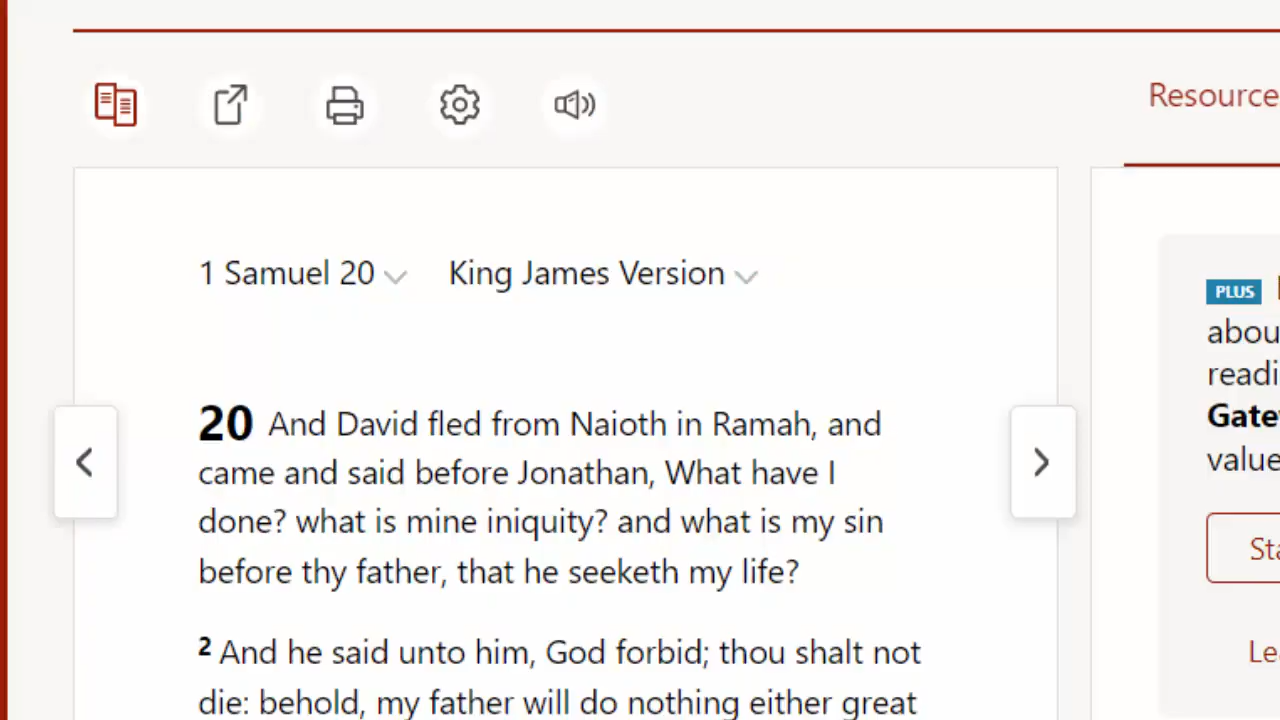 Resource
1 Samuel 20 King James Version
20 And David fled from Naioth in Ramah, and
came and said before Jonathan, What have I
done? what is mine iniquity? and what is my sin
before thy father, that he seeketh my life?
2 And he said unto him, God forbid; thou shalt not
die: behold, my father will do nothing either great
PLUS
abou
readi
Gate
value
Sta
Lea